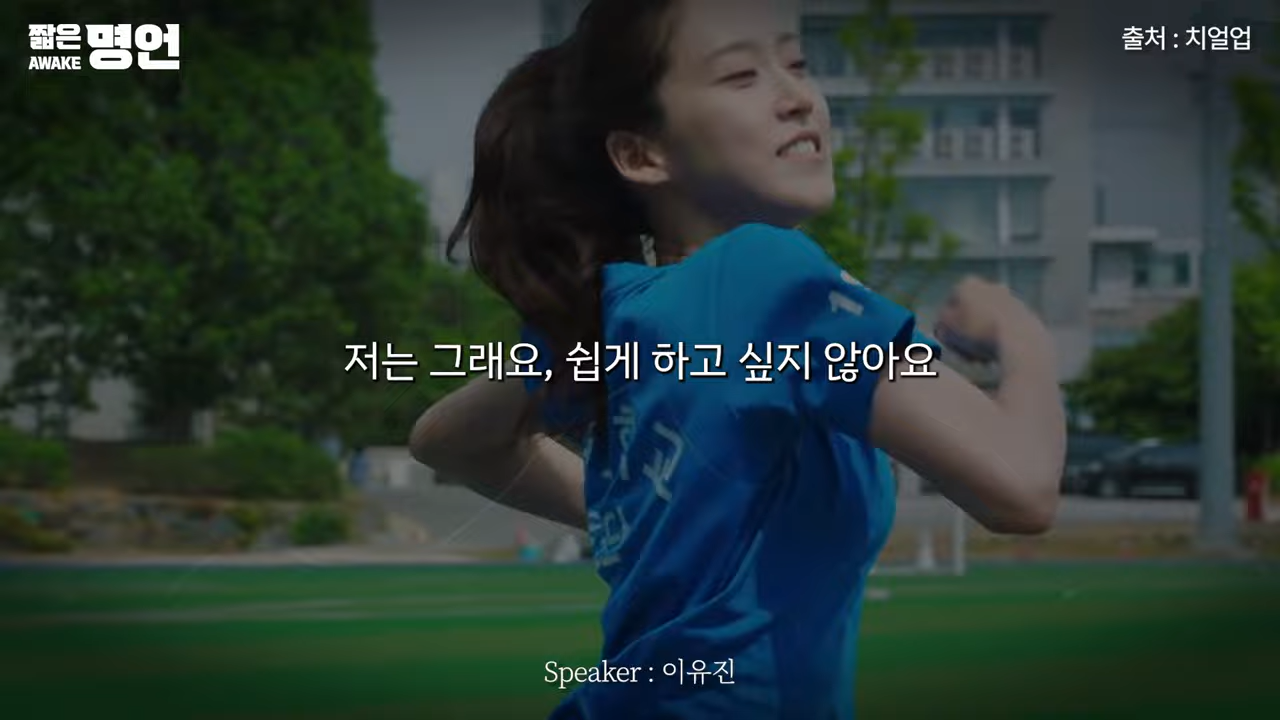 짧은 명언
AWAKE
출처 : 치얼업
저는 그래요, 쉽게 하고 싶지 않아요
Speaker : 이유진